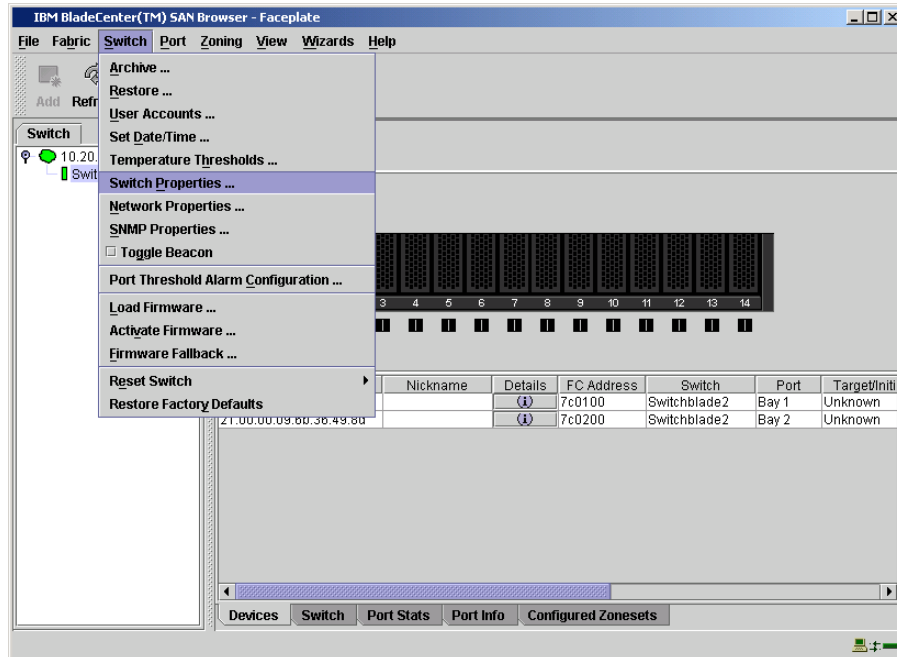 IBM BladeCenter(TM) SAN Browser - Faceplate
File Fabric Switch Port Zoning View Wizards Help
Add Refr
Archive ...
Restore ...
User Accounts ...
Set Date/Time ...
Temperature Thresholds ...
Switch Properties ...
Network Properties ...
SNMP Properties ...
Toggle Beacon
Port Threshold Alarm Configuration ...
Load Firmware ...
Activate Firmware ...
Firmware Fallback ...
Reset Switch
Restore Factory Defaults
Switch
10.20.
Swit
3 4 5 6 7 8 9 10 11 12 13 14
Nickname Details FC Address Switch Port Target/Initi
7c0100 Switchblade2 Bay 1 Unknown
21:00:00:09:6b:36:49:8d 7c0200 Switchblade2 Bay 2 Unknown
Devices Switch Port Stats Port Info Configured Zonesets